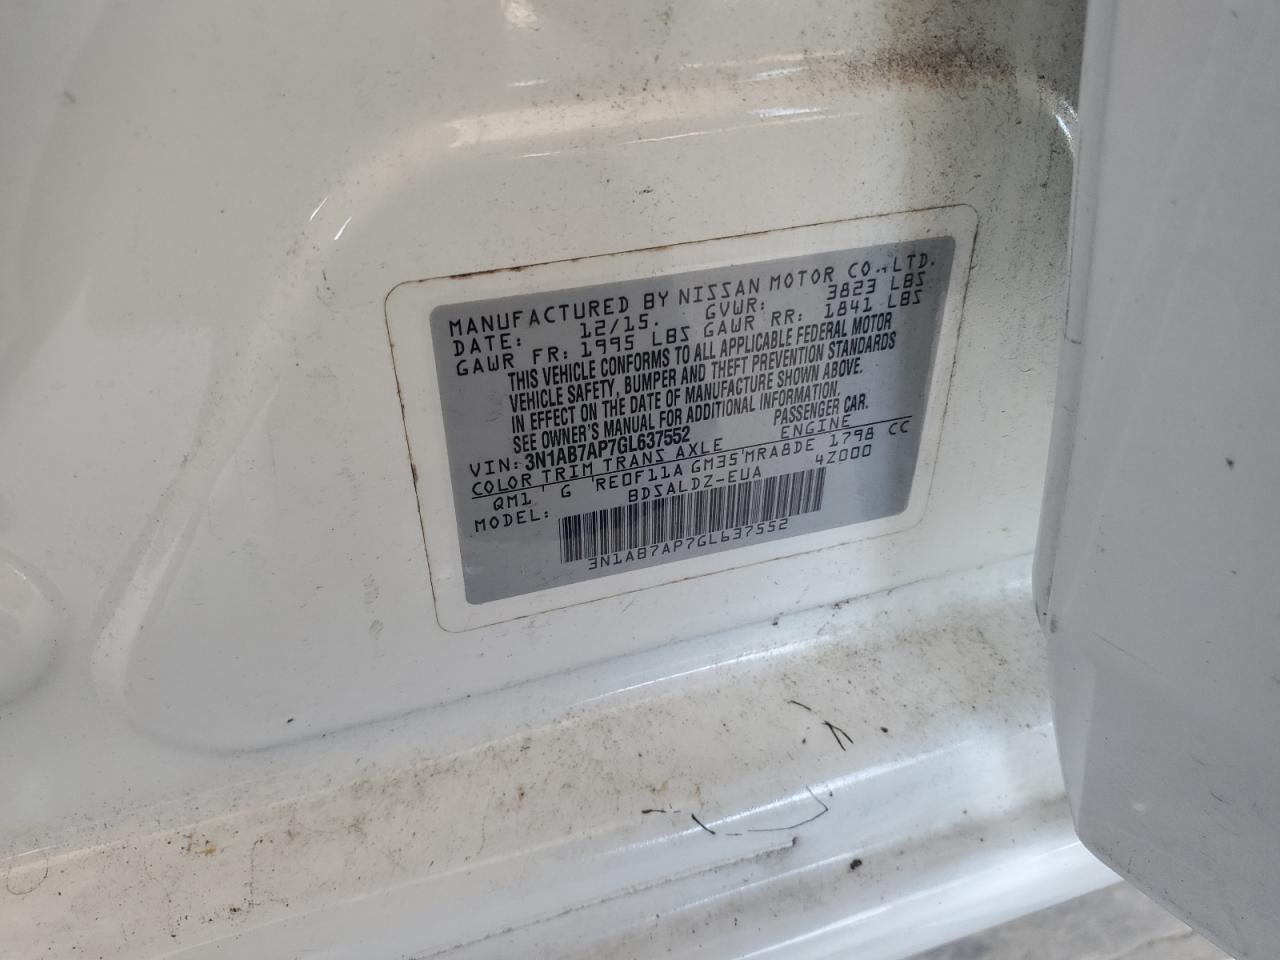 MANUFACTURED BY NISSAN MOTOR CO.,LTD.
DATE: 12/15. GVWR: 3823 LBS
GAWR FR: 1995 LBS GAWR RR: 1841 LBS
THIS VEHICLE CONFORMS TO ALL APPLICABLE FEDERAL MOTOR
VEHICLE SAFETY, BUMPER AND THEFT PREVENTION STANDARDS
IN EFFECT ON THE DATE OF MANUFACTURE SHOWN ABOVE.
SEE OWNER'S MANUAL FOR ADDITIONAL INFORMATION.
VIN: 3N1AB7AP7GL637552 PASSENGER CAR.
COLOR TRIM TRANS AXLE ENGINE
QM1 ' G 'RE0F11A GM35'MRA8DE 1798 CC
MODEL: BDSALDZ-EUA 4Z000
3N1AB7AP7GL637552